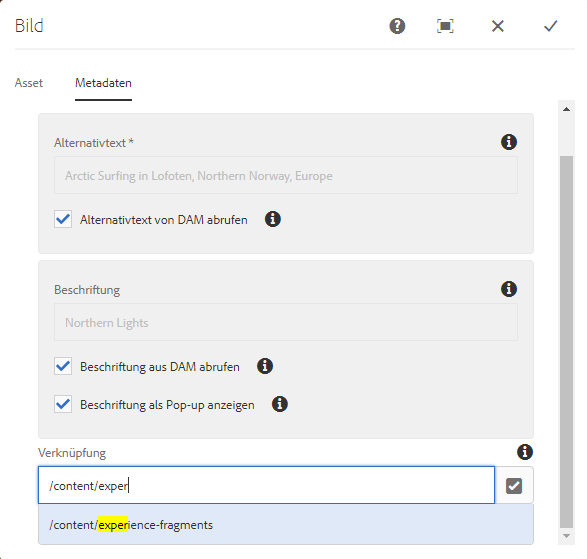 Bild
Asset Metadaten
Alternativtext *
Arctic Surfing in Lofoten, Northern Norway, Europe
Alternativtext von DAM abrufen
Beschriftung
Northern Lights
Beschriftung aus DAM abrufen
Beschriftung als Pop-up anzeigen
Verknüpfung
/content/exper
/content/experience-fragments